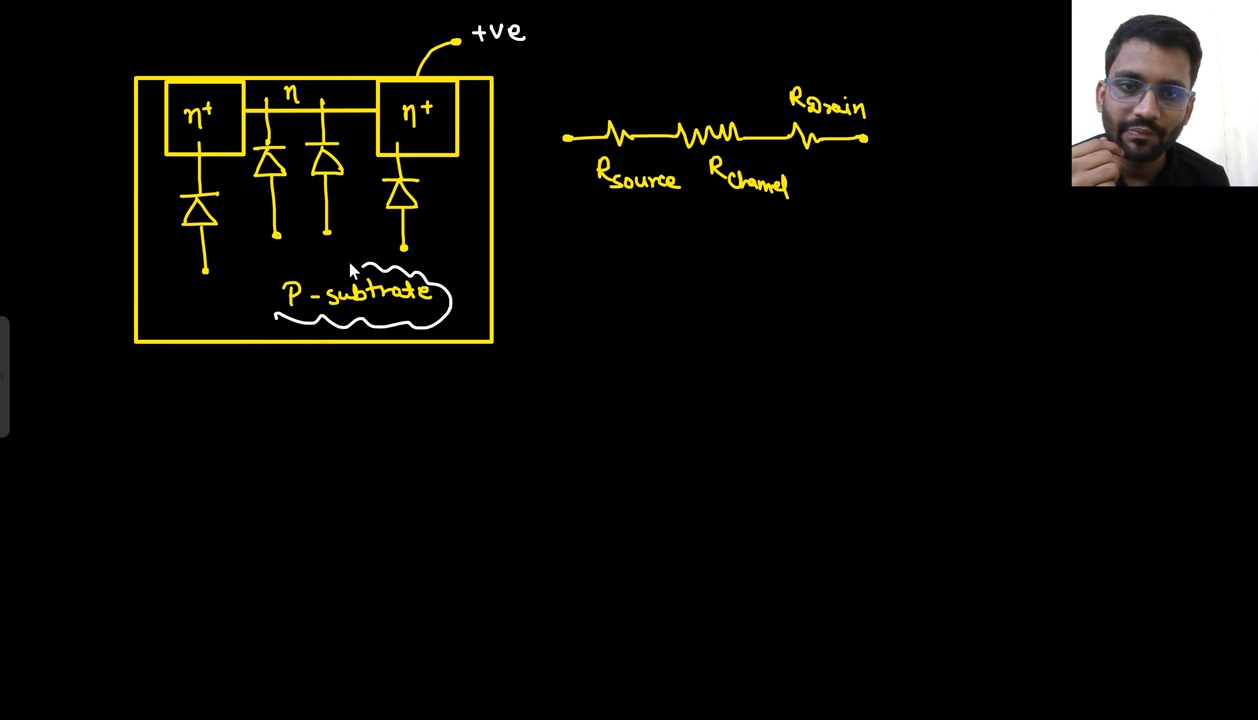 +ve
n+
n
n+
RDrain
RSource
RChannel
P-subtrate